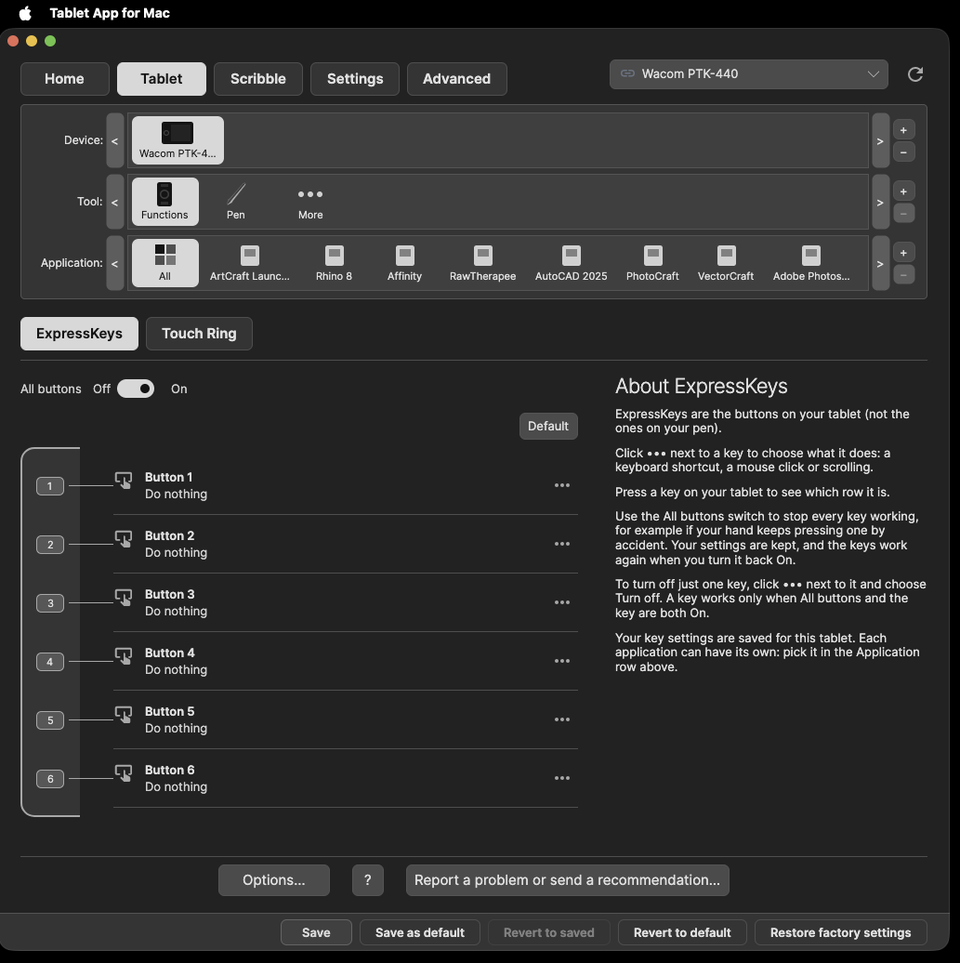 Tablet App for Mac
Home
Tablet
Scribble
Settings
Advanced
Wacom PTK-440
Device:
<
Wacom PTK-4...
>
+
−
Tool:
<
Functions
Pen
More
>
+
−
Application:
<
All
ArtCraft Launc...
Rhino 8
Affinity
RawTherapee
AutoCAD 2025
PhotoCraft
VectorCraft
Adobe Photos...
>
+
−
ExpressKeys
Touch Ring
All buttons Off On
Default
1
Button 1
Do nothing
•••
2
Button 2
Do nothing
•••
3
Button 3
Do nothing
•••
4
Button 4
Do nothing
•••
5
Button 5
Do nothing
•••
6
Button 6
Do nothing
•••
About ExpressKeys
ExpressKeys are the buttons on your tablet (not the
ones on your pen).
Click ••• next to a key to choose what it does: a
keyboard shortcut, a mouse click or scrolling.
Press a key on your tablet to see which row it is.
Use the All buttons switch to stop every key working,
for example if your hand keeps pressing one by
accident. Your settings are kept, and the keys work
again when you turn it back On.
To turn off just one key, click ••• next to it and choose
Turn off. A key works only when All buttons and the
key are both On.
Your key settings are saved for this tablet. Each
application can have its own: pick it in the Application
row above.
Options...
?
Report a problem or send a recommendation...
Save
Save as default
Revert to saved
Revert to default
Restore factory settings